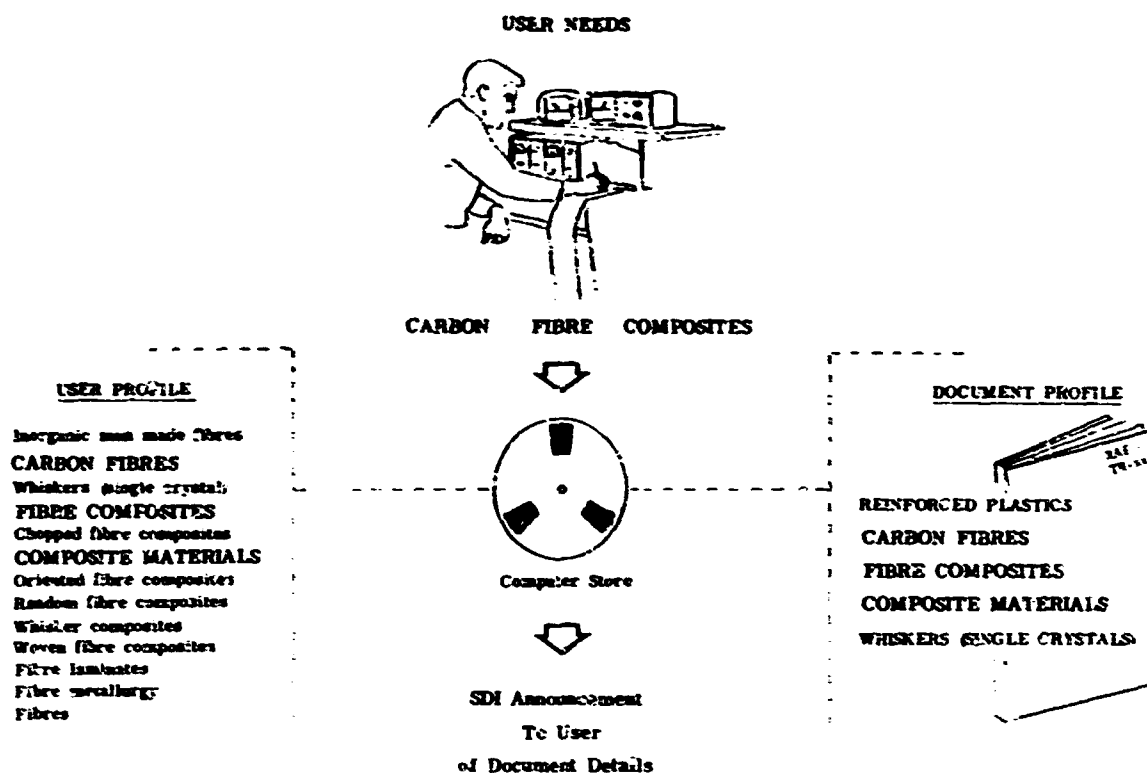 USER NEEDS
CARBON FIBRE COMPOSITES
USER PROFILE
Inorganic man made fibres
CARBON FIBRES
Whiskers (single crystal)
FIBRE COMPOSITES
Chopped fibre composites
COMPOSITE MATERIALS
Oriented fibre composites
Random fibre composites
Whisker composites
Woven fibre composites
Fibre laminates
Fibre metallurgy
Fibres
Computer Store
SDI Announcement
To User
of Document Details
DOCUMENT PROFILE
REINFORCED PLASTICS
CARBON FIBRES
FIBRE COMPOSITES
COMPOSITE MATERIALS
WHISKERS (SINGLE CRYSTALS)